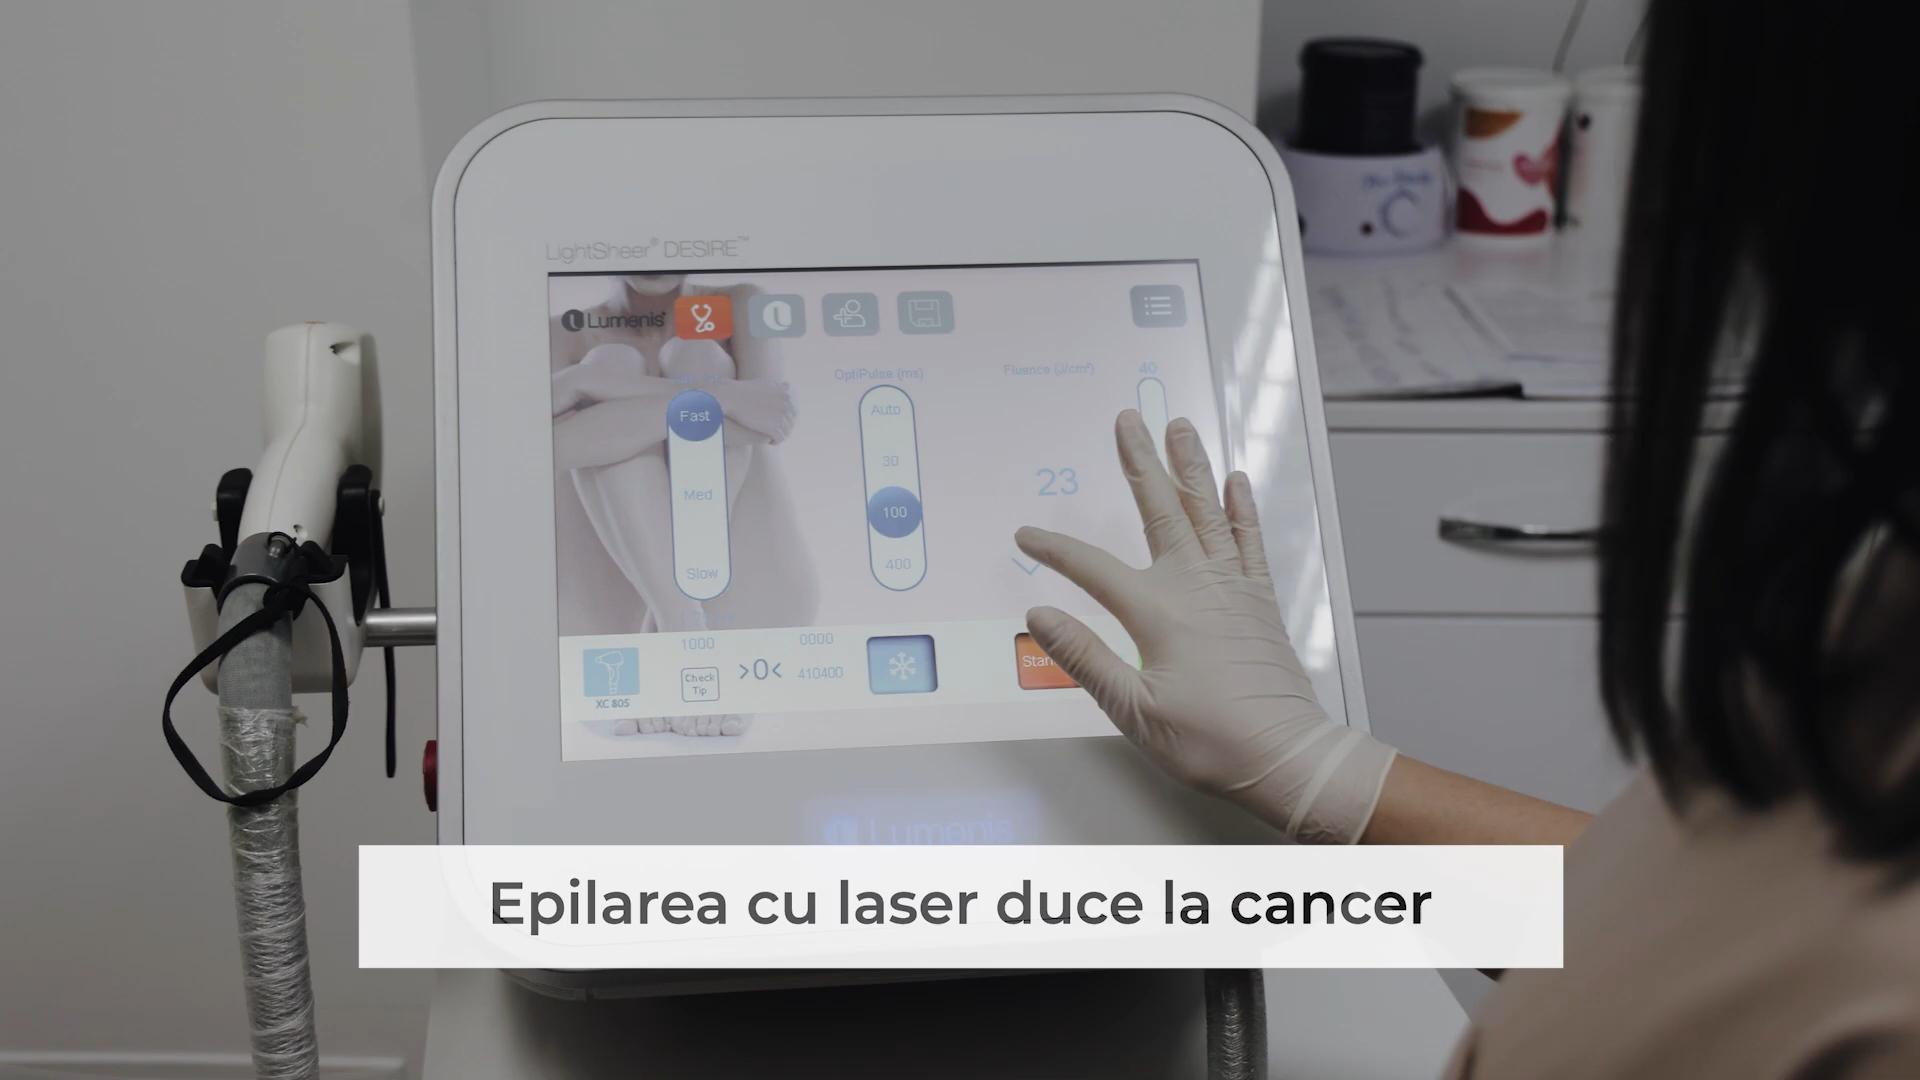 LightSheer® DESIRE™
Lumenis
OptiPulse (ms)
Fluence (J/cm²)
40
Fast
Auto
30
Med
23
100
400
Slow
1000
0000
Check
Tip
>0<
410400
XC 805
Lumenis
Epilarea cu laser duce la cancer